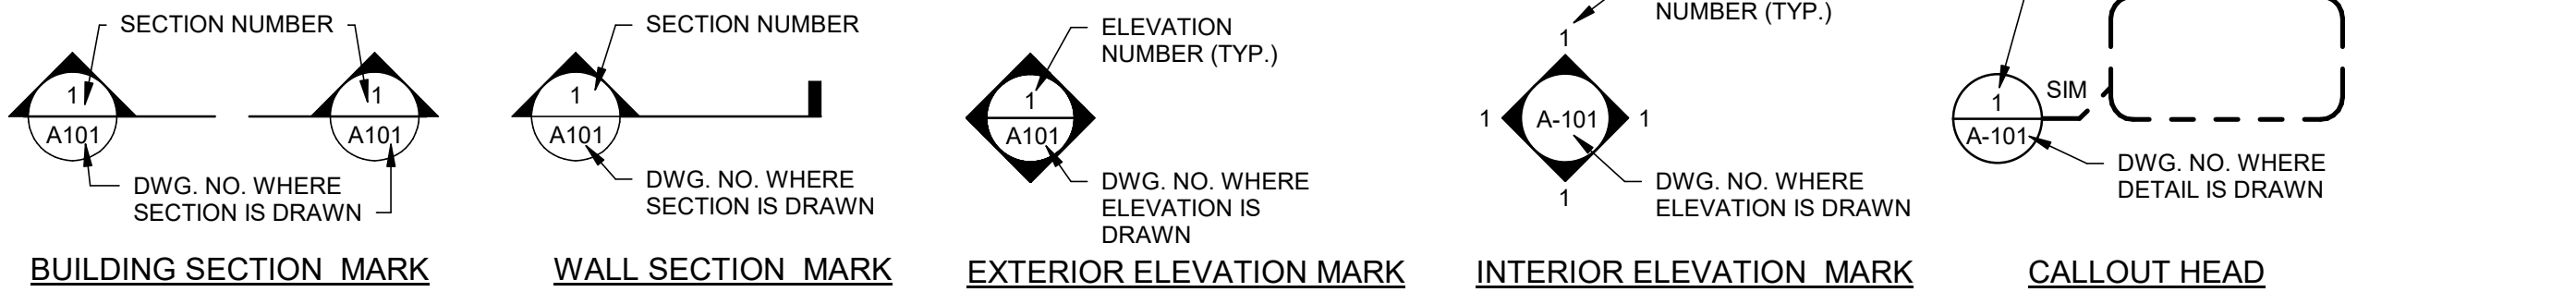 SECTION NUMBER
1
A101
1
A101
DWG. NO. WHERE
SECTION IS DRAWN
BUILDING SECTION MARK
SECTION NUMBER
1
A101
DWG. NO. WHERE
SECTION IS DRAWN
WALL SECTION MARK
ELEVATION
NUMBER (TYP.)
1
A101
DWG. NO. WHERE
ELEVATION IS
DRAWN
EXTERIOR ELEVATION MARK
NUMBER (TYP.)
1
1
A-101
1
1
DWG. NO. WHERE
ELEVATION IS DRAWN
INTERIOR ELEVATION MARK
1
A-101
SIM
DWG. NO. WHERE
DETAIL IS DRAWN
CALLOUT HEAD